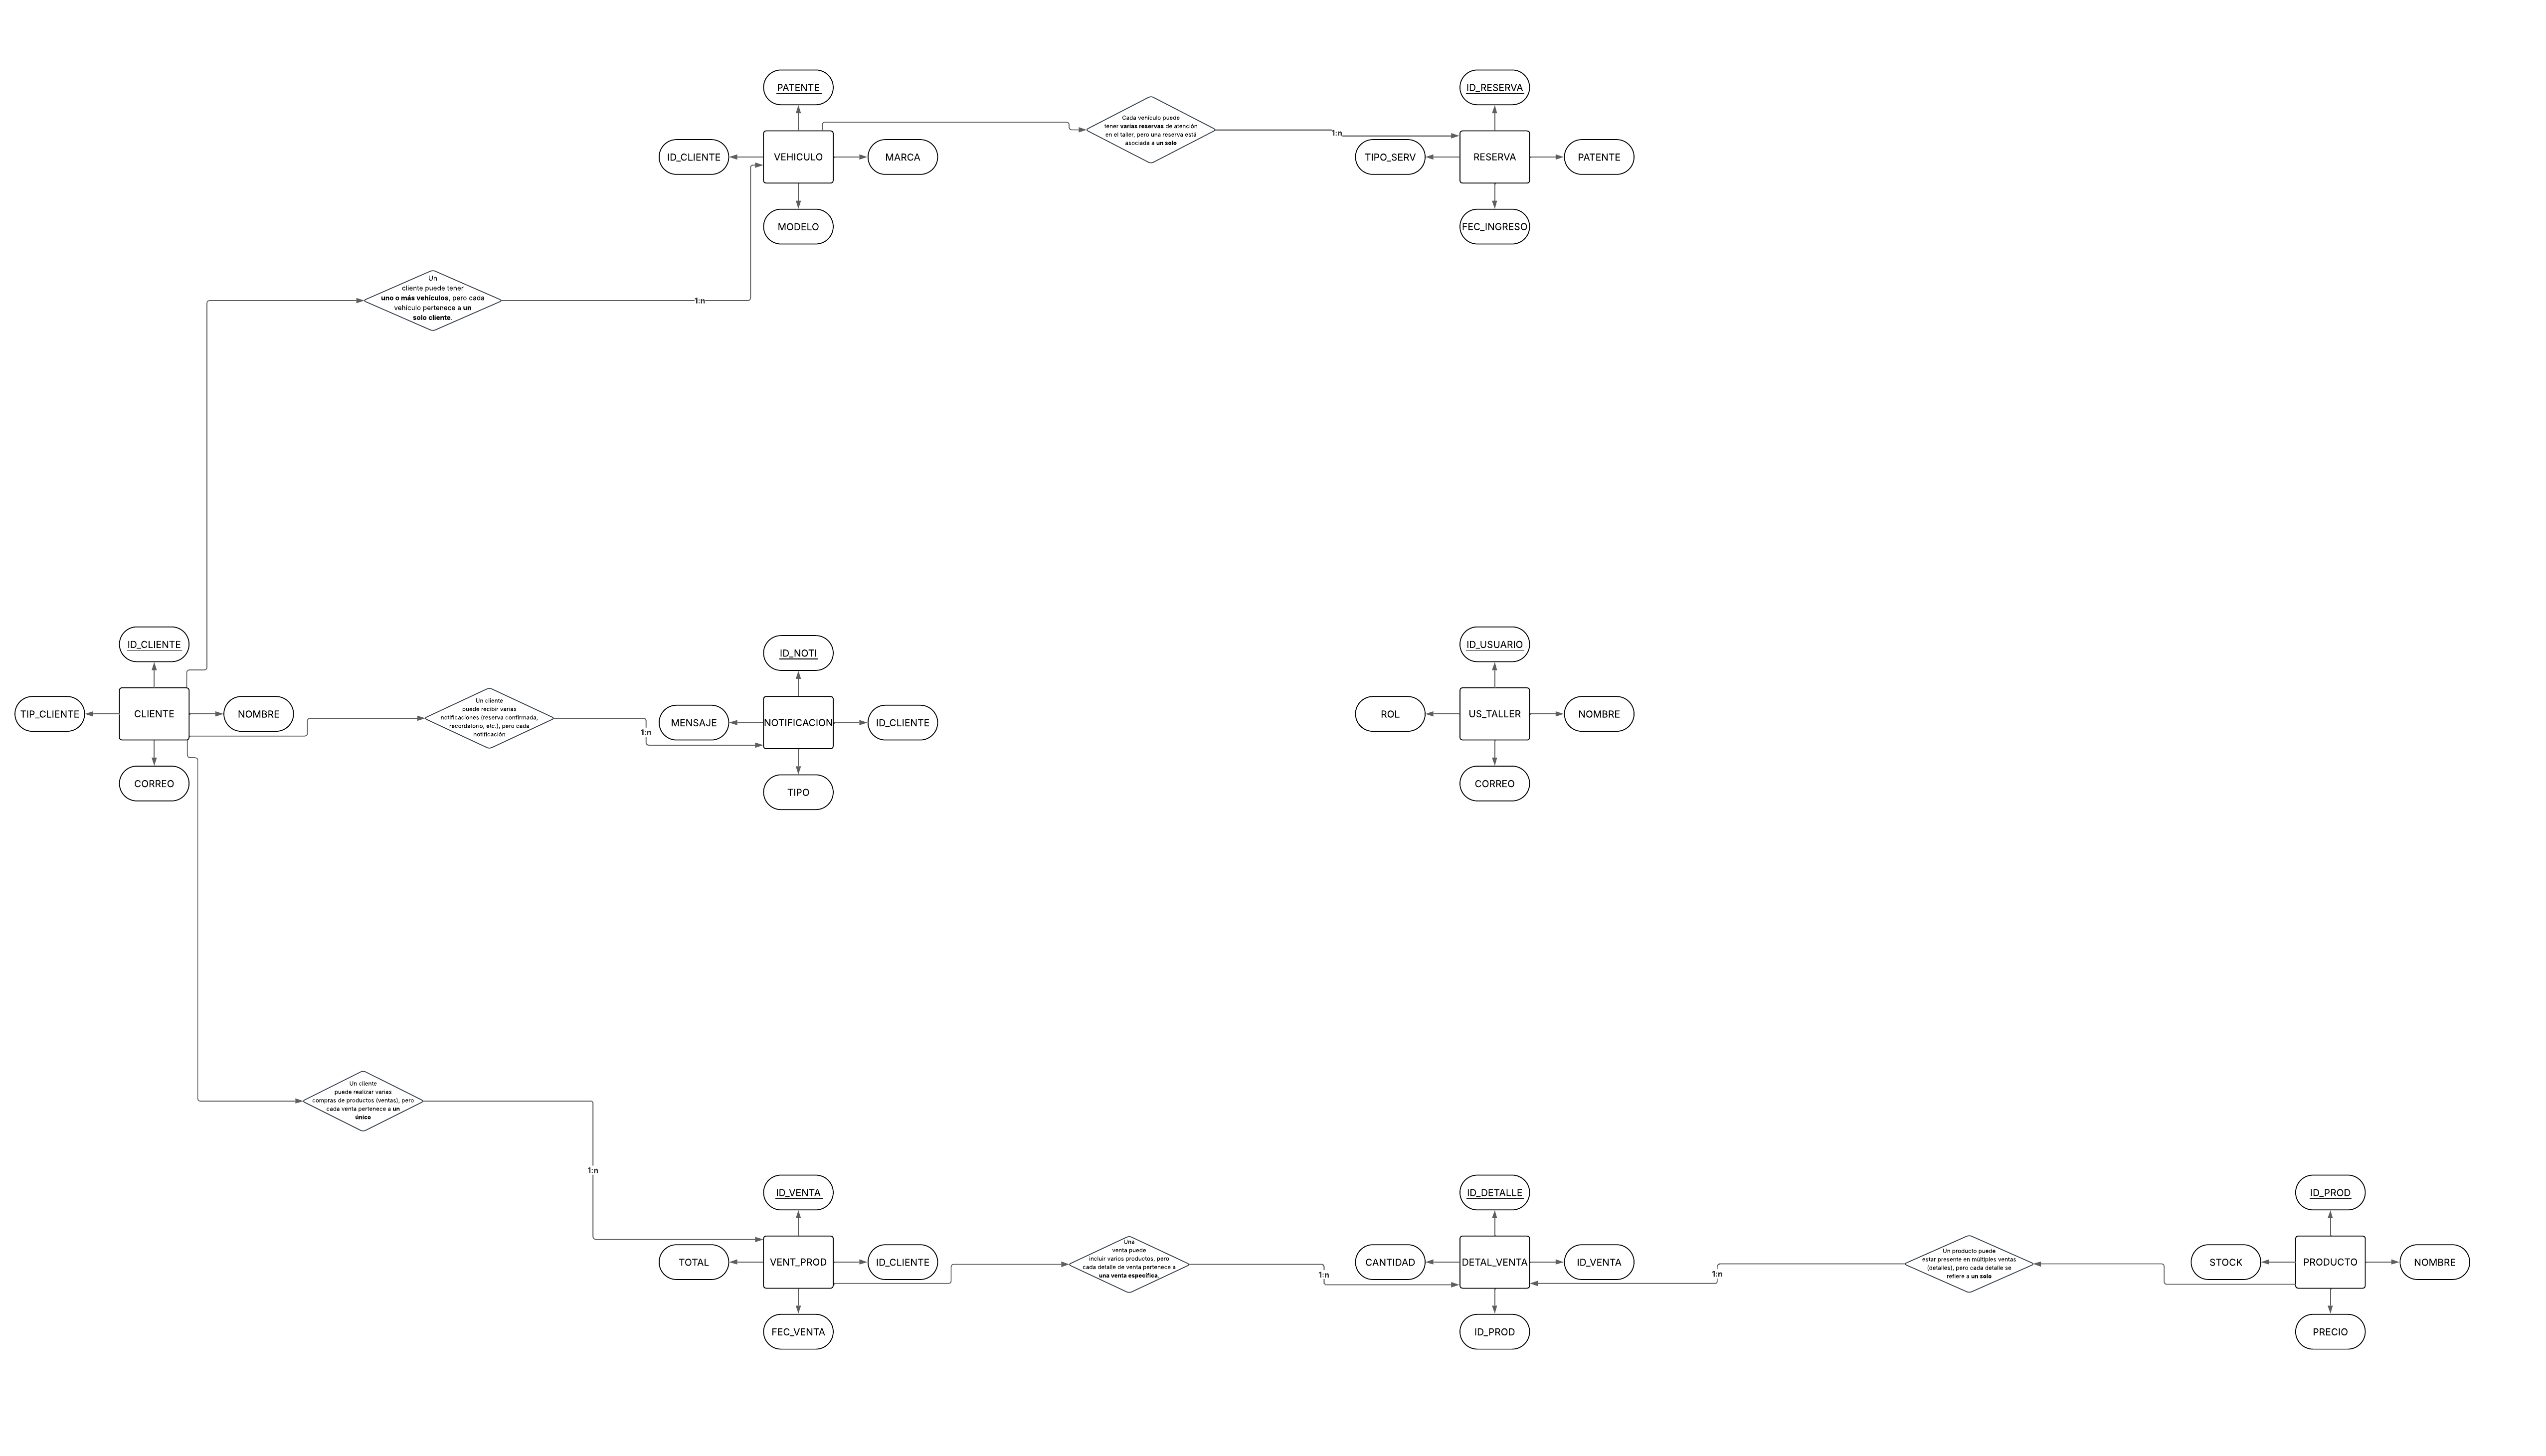 PATENTE
ID_CLIENTE
VEHICULO
MARCA
MODELO
Cada vehículo puede
tener varias reservas de atención
en el taller, pero una reserva está
asociada a un solo
1:n
ID_RESERVA
TIPO_SERV
RESERVA
PATENTE
FEC_INGRESO
Un
cliente puede tener
uno o más vehículos, pero cada
vehículo pertenece a un
solo cliente.
1:n
ID_CLIENTE
TIP_CLIENTE
CLIENTE
NOMBRE
CORREO
Un cliente
puede recibir varias
notificaciones (reserva confirmada,
recordatorio, etc.), pero cada
notificación
1:n
ID_NOTI
MENSAJE
NOTIFICACION
ID_CLIENTE
TIPO
ID_USUARIO
ROL
US_TALLER
NOMBRE
CORREO
Un cliente
puede realizar varias
compras de productos (ventas), pero
cada venta pertenece a un
único
1:n
ID_VENTA
TOTAL
VENT_PROD
ID_CLIENTE
FEC_VENTA
Una
venta puede
incluir varios productos, pero
cada detalle de venta pertenece a
una venta específica.
1:n
ID_DETALLE
CANTIDAD
DETAL_VENTA
ID_VENTA
ID_PROD
1:n
Un producto puede
estar presente en múltiples ventas
(detalles), pero cada detalle se
refiere a un solo
ID_PROD
STOCK
PRODUCTO
NOMBRE
PRECIO